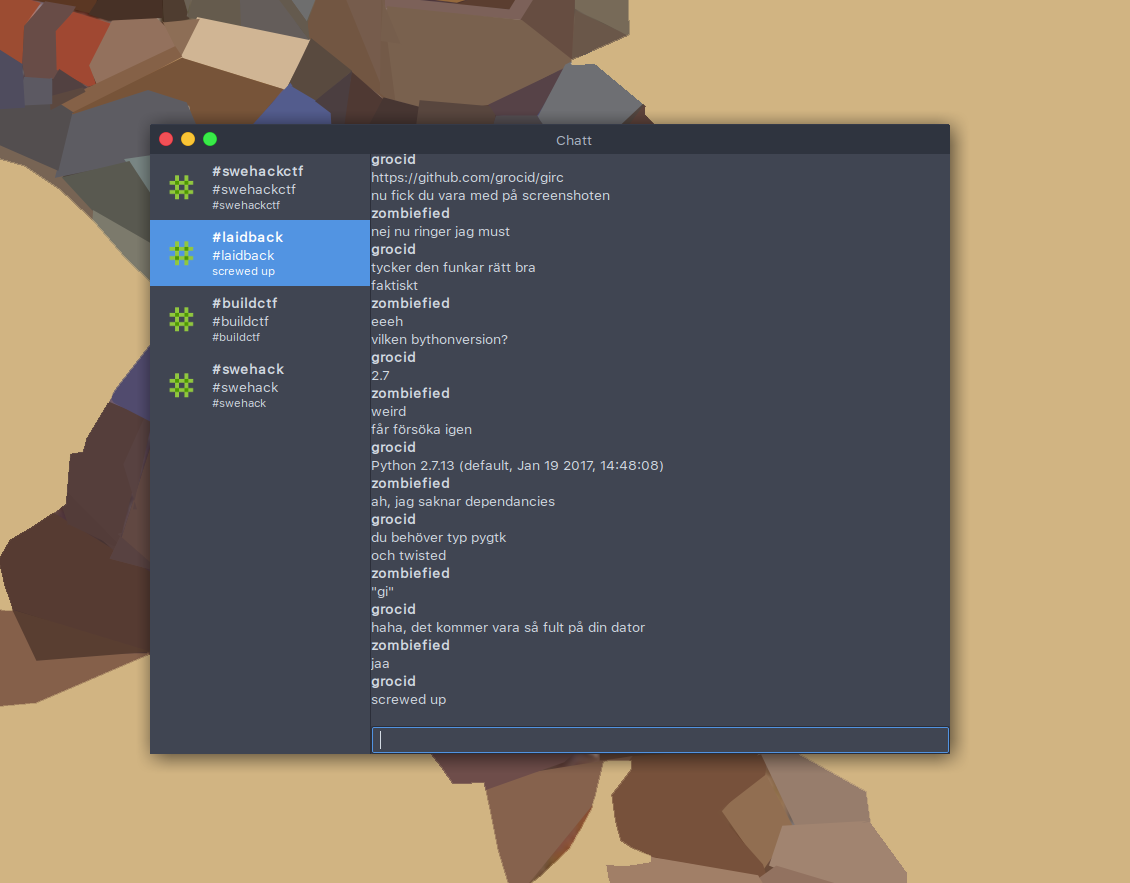 Chatt
#swehackctf
#swehackctf
#swehackctf
#laidback
#laidback
screwed up
#buildctf
#buildctf
#buildctf
#swehack
#swehack
#swehack
grocid
https://github.com/grocid/girc
nu fick du vara med på screenshoten
zombiefied
nej nu ringer jag must
grocid
tycker den funkar rätt bra
faktiskt
zombiefied
eeeh
vilken bythonversion?
grocid
2.7
zombiefied
weird
får försöka igen
grocid
Python 2.7.13 (default, Jan 19 2017, 14:48:08)
zombiefied
ah, jag saknar dependancies
grocid
du behöver typ pygtk
och twisted
zombiefied
"gi"
grocid
haha, det kommer vara så fult på din dator
zombiefied
jaa
grocid
screwed up